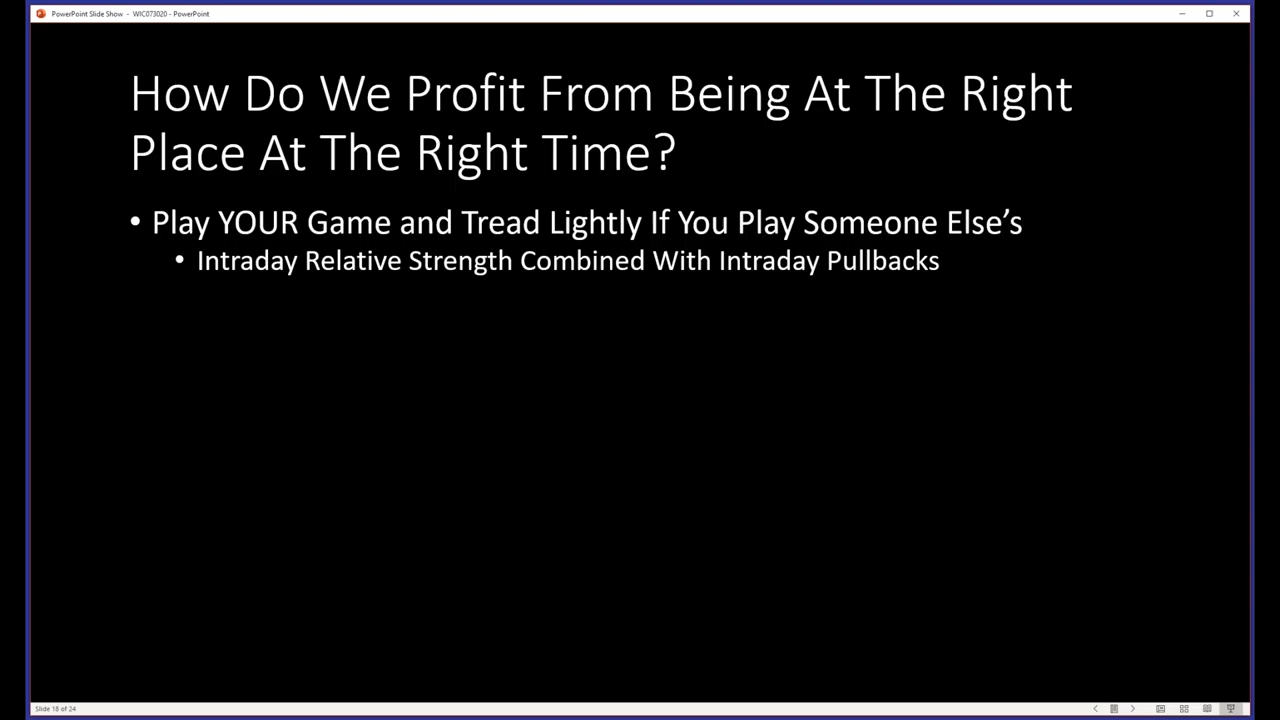 PowerPoint Slide Show - WIC073020 - PowerPoint
How Do We Profit From Being At The Right
Place At The Right Time?
• Play YOUR Game and Tread Lightly If You Play Someone Else’s
• Intraday Relative Strength Combined With Intraday Pullbacks
Slide 18 of 24